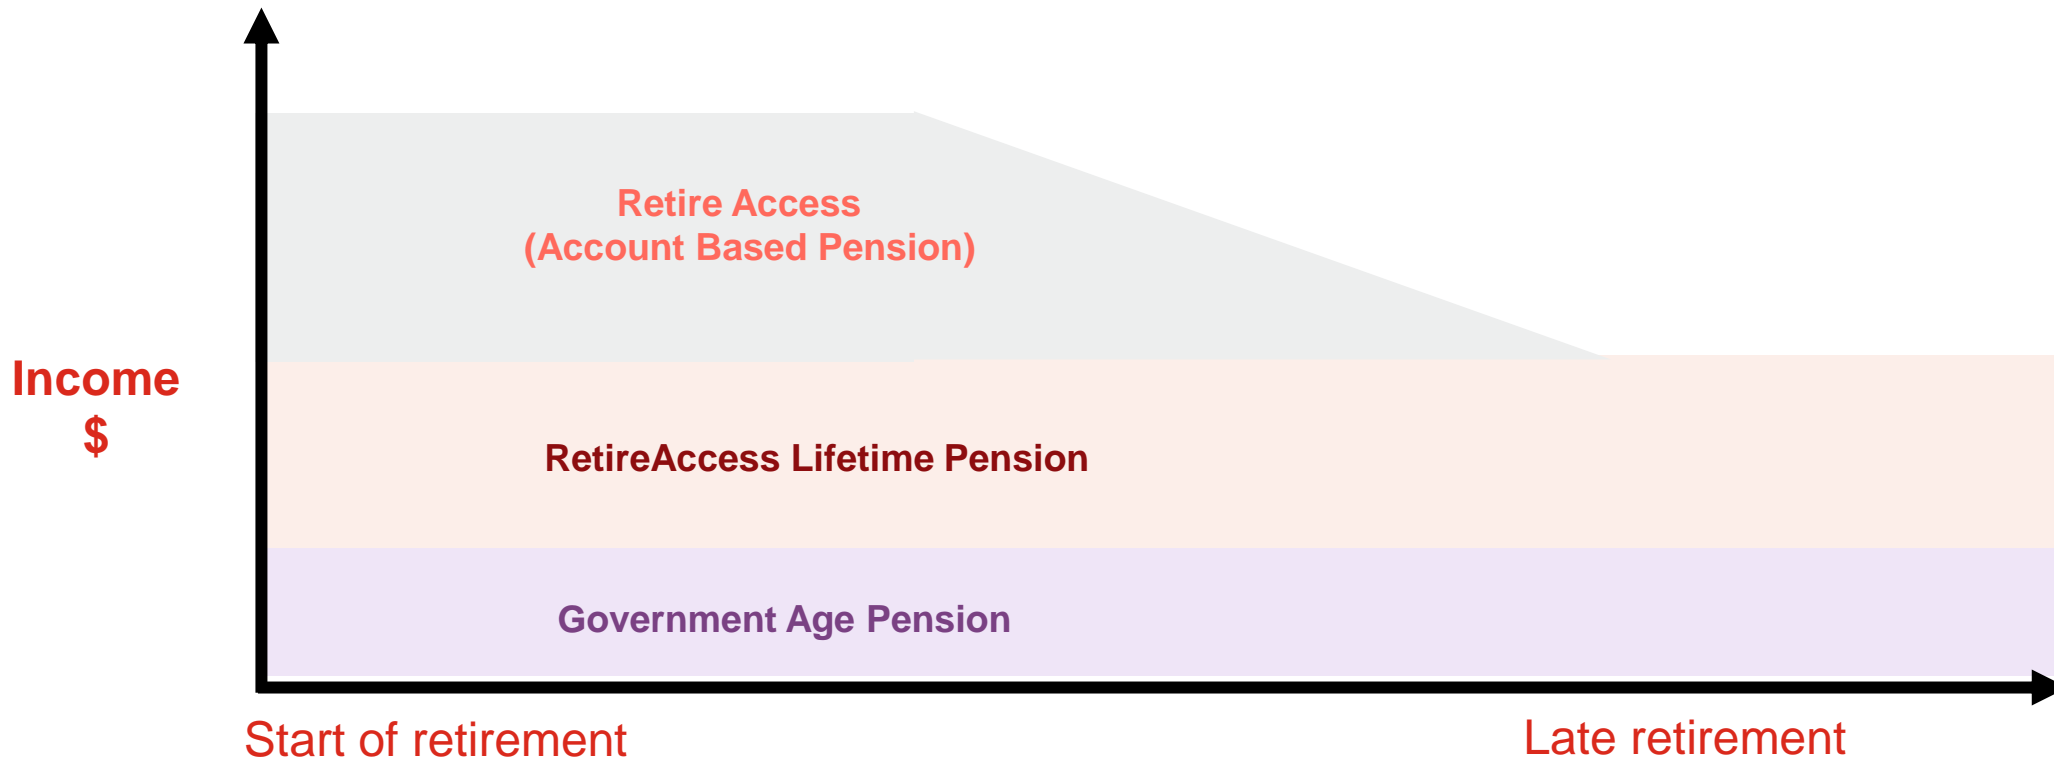 Retire Access
(Account Based Pension)
Income
$
RetireAccess Lifetime Pension
Government Age Pension
Start of retirement
Late retirement